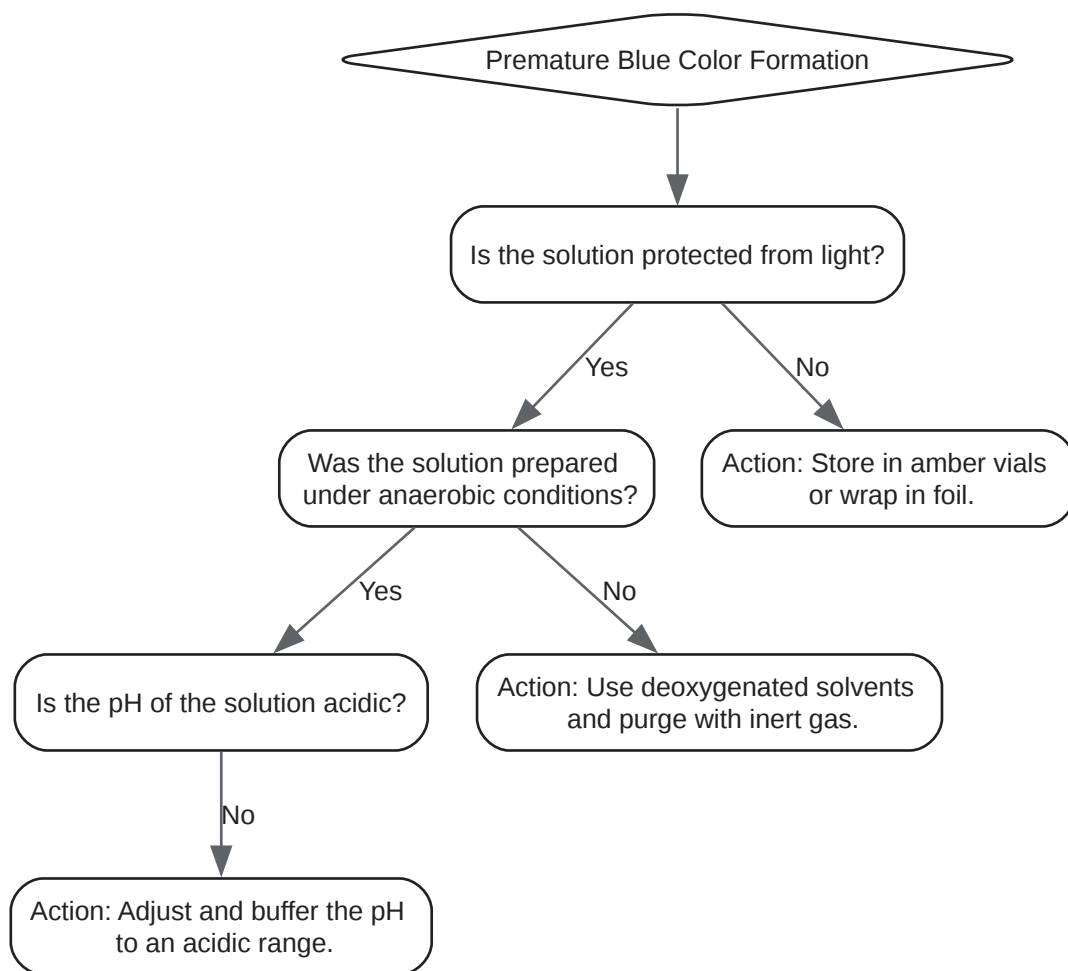 Premature Blue Color Formation
Is the solution protected from light?
Yes
No
Was the solution prepared
under anaerobic conditions?
Action: Store in amber vials
or wrap in foil.
Yes
No
Is the pH of the solution acidic?
Action: Use deoxygenated solvents
and purge with inert gas.
No
Action: Adjust and buffer the pH
to an acidic range.